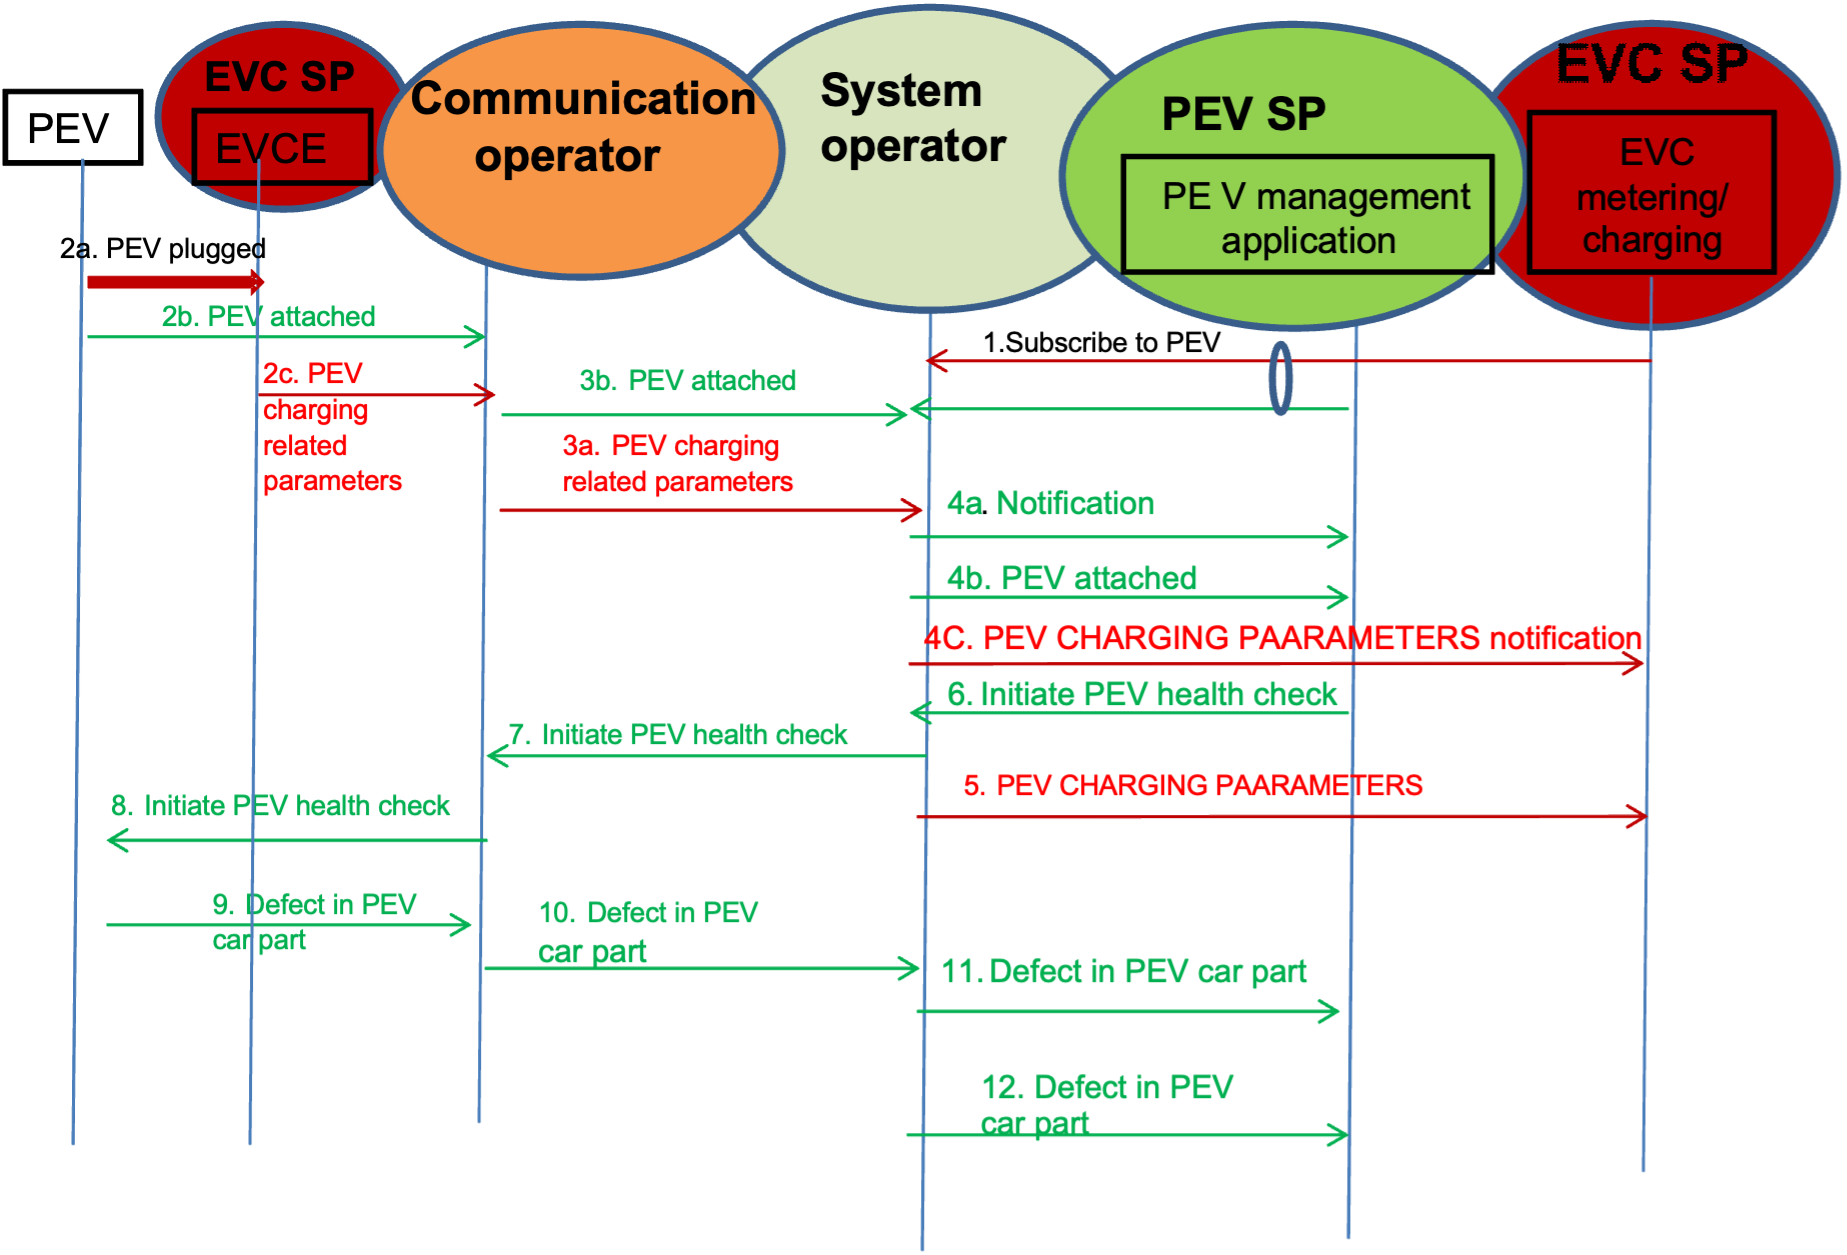 PEV
EVC SP
EVCE
Communication
operator
System
operator
PEV SP
PE V management
application
EVC SP
EVC
metering/
charging
2a. PEV plugged
2b. PEV attached
1.Subscribe to PEV
2c. PEV
charging
related
parameters
3b. PEV attached
3a. PEV charging
related parameters
4a. Notification
4b. PEV attached
4C. PEV CHARGING PAARAMETERS notification
6. Initiate PEV health check
7. Initiate PEV health check
5. PEV CHARGING PAARAMETERS
8. Initiate PEV health check
9. Defect in PEV
car part
10. Defect in PEV
car part
11. Defect in PEV car part
12. Defect in PEV
car part